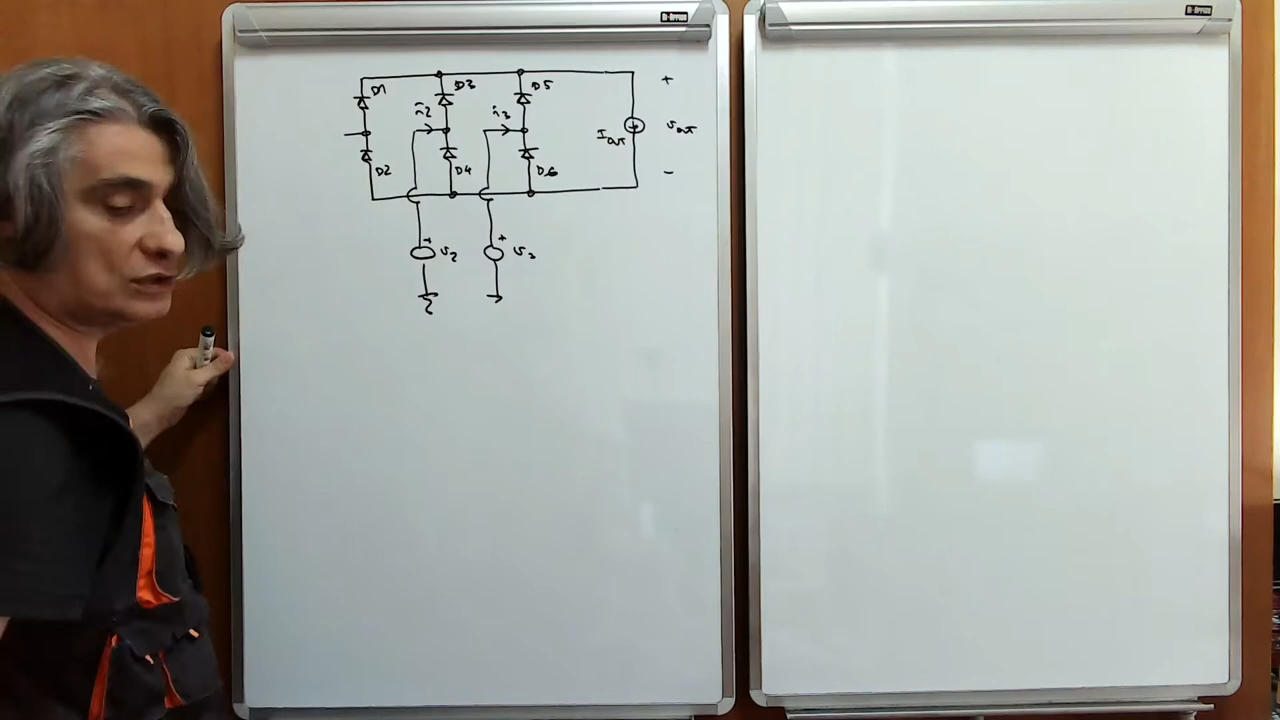 D1 D3 D5 +
i2 i3 IOUT vOUT
D2 D4 D6 -
+ v2 + v3